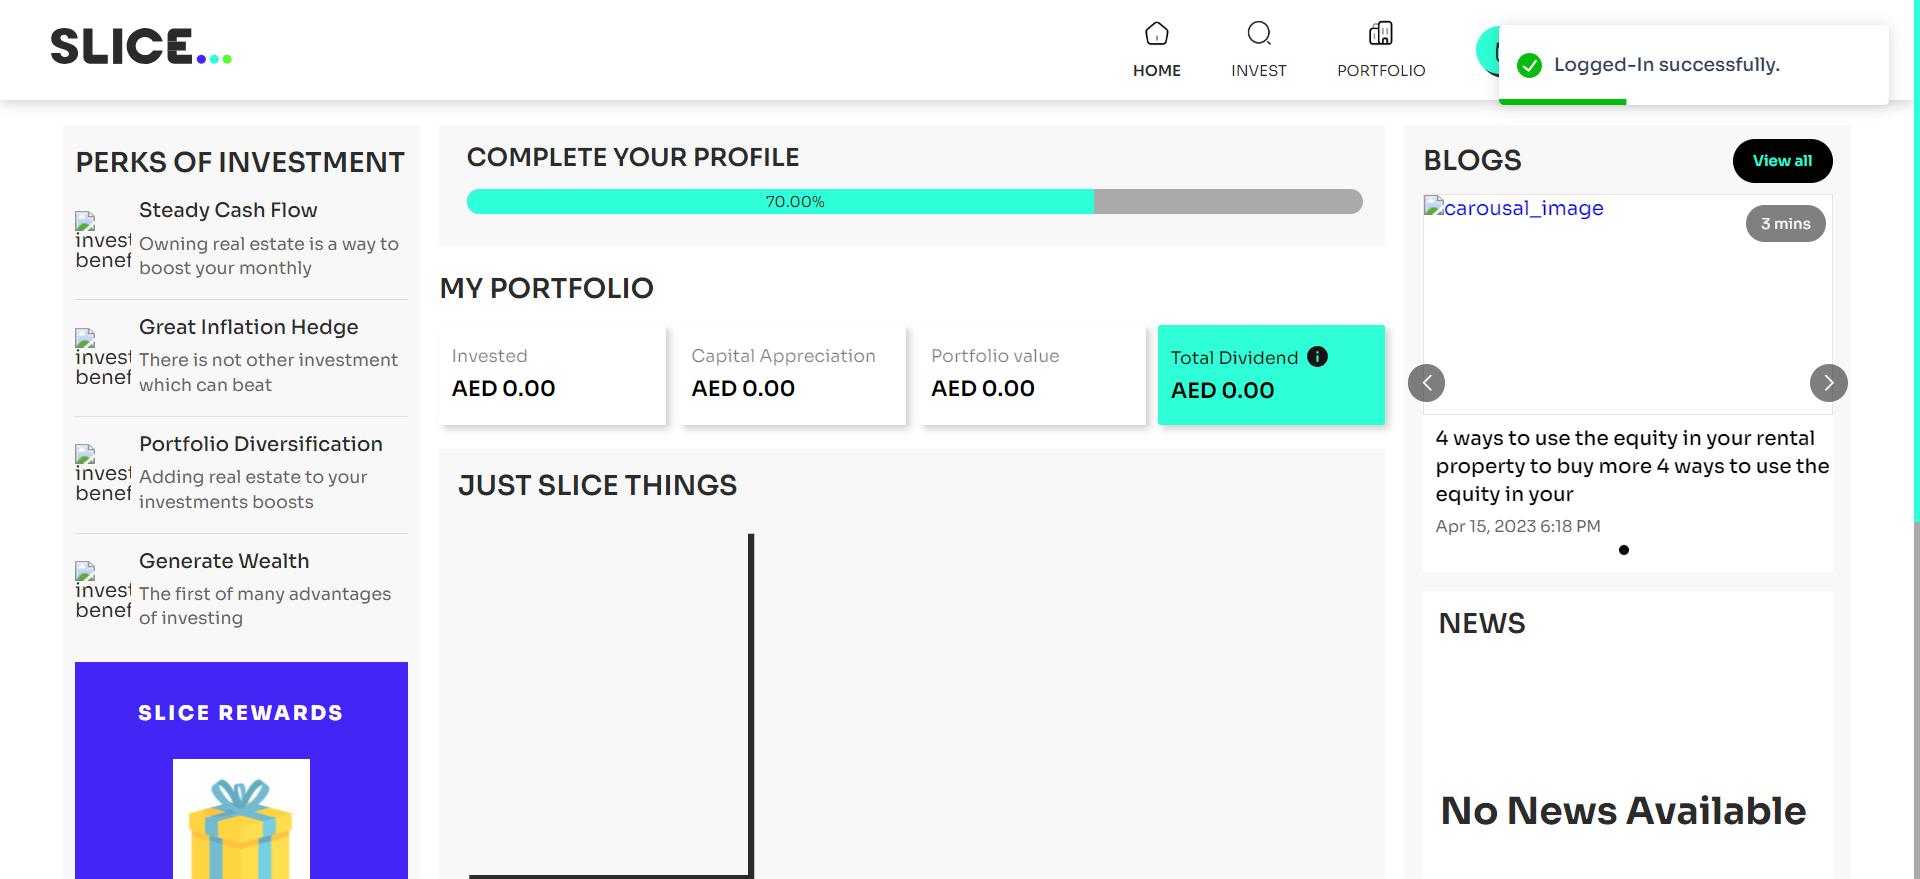 SLICE...
HOME
INVEST
PORTFOLIO
Logged-In successfully.
PERKS OF INVESTMENT
Steady Cash Flow
Owning real estate is a way to
boost your monthly
invest
benef
Great Inflation Hedge
There is not other investment
which can beat
invest
benef
Portfolio Diversification
Adding real estate to your
investments boosts
invest
benef
Generate Wealth
The first of many advantages
of investing
invest
benef
SLICE REWARDS
COMPLETE YOUR PROFILE
70.00%
MY PORTFOLIO
Invested
AED 0.00
Capital Appreciation
AED 0.00
Portfolio value
AED 0.00
Total Dividend
AED 0.00
JUST SLICE THINGS
BLOGS
View all
carousal_image
3 mins
4 ways to use the equity in your rental
property to buy more 4 ways to use the
equity in your
Apr 15, 2023 6:18 PM
NEWS
No News Available